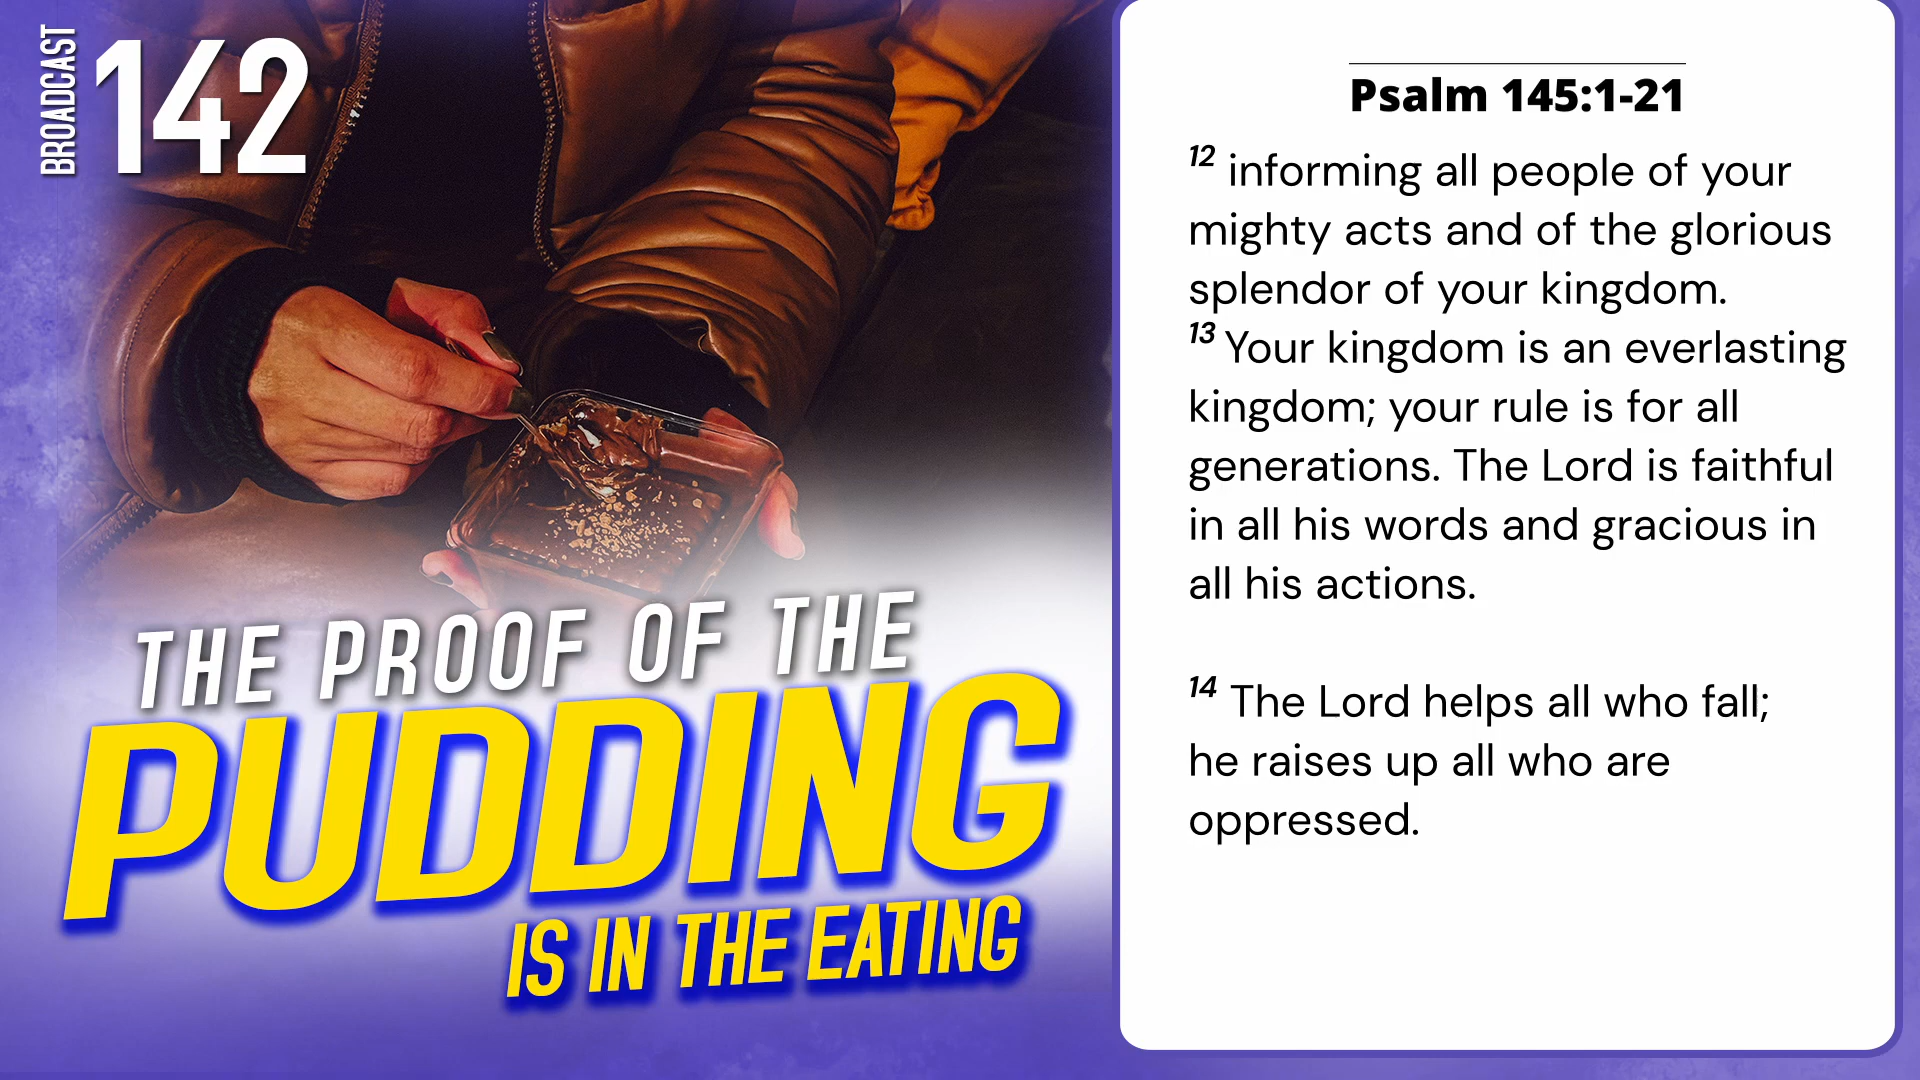 BROADCAST
142
THE PROOF OF THE
PUDDING
IS IN THE EATING
Psalm 145:1-21
12 informing all people of your
mighty acts and of the glorious
splendor of your kingdom.
13 Your kingdom is an everlasting
kingdom; your rule is for all
generations. The Lord is faithful
in all his words and gracious in
all his actions.
14 The Lord helps all who fall;
he raises up all who are
oppressed.